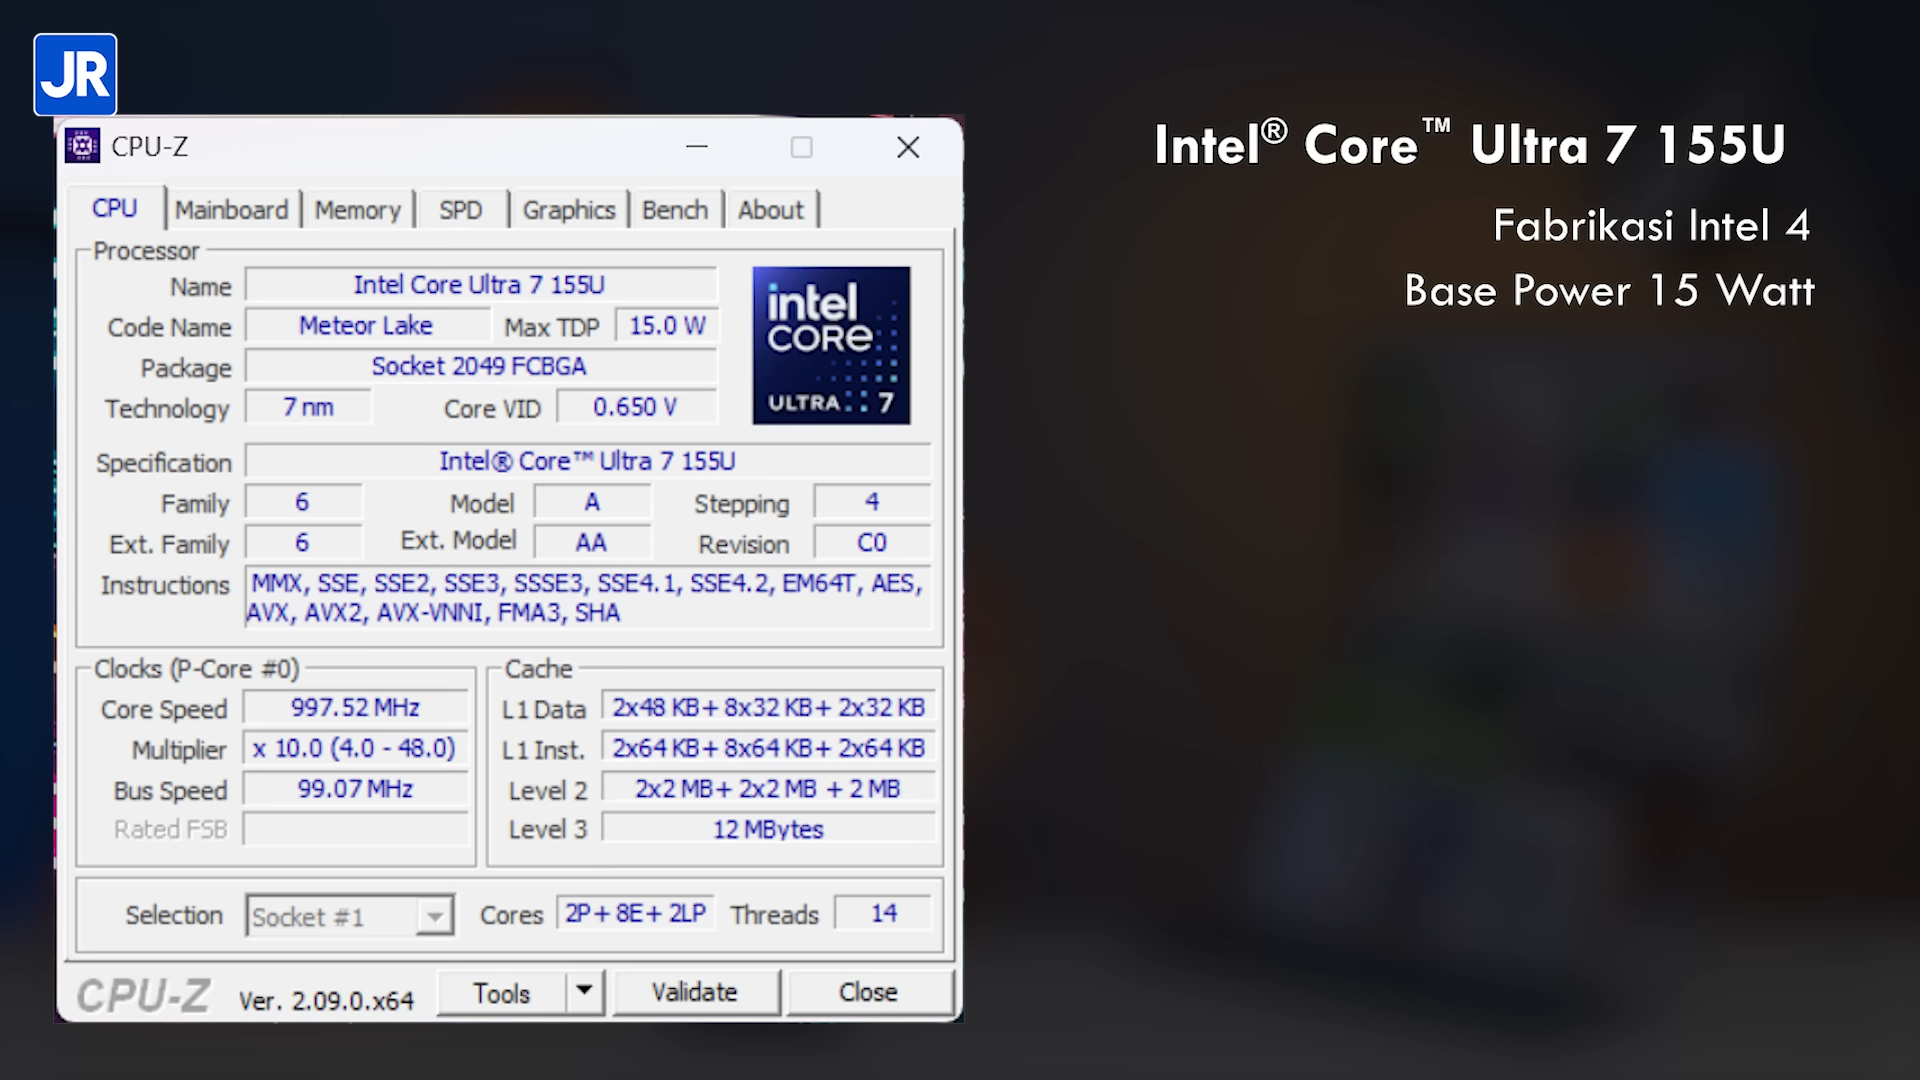 JR
CPU-Z
CPU Mainboard Memory SPD Graphics Bench About
Processor
Name Intel Core Ultra 7 155U
Code Name Meteor Lake Max TDP 15.0 W
Package Socket 2049 FCBGA
Technology 7 nm Core VID 0.650 V
intel
CORE
ULTRA 7
Specification Intel® Core™ Ultra 7 155U
Family 6 Model A Stepping 4
Ext. Family 6 Ext. Model AA Revision C0
Instructions MMX, SSE, SSE2, SSE3, SSSE3, SSE4.1, SSE4.2, EM64T, AES,
AVX, AVX2, AVX-VNNI, FMA3, SHA
Clocks (P-Core #0)
Core Speed 997.52 MHz
Multiplier x 10.0 (4.0 - 48.0)
Bus Speed 99.07 MHz
Rated FSB
Cache
L1 Data 2x48 KB + 8x32 KB + 2x32 KB
L1 Inst. 2x64 KB + 8x64 KB + 2x64 KB
Level 2 2x2 MB + 2x2 MB + 2 MB
Level 3 12 MBytes
Selection Socket #1 Cores 2P + 8E + 2LP Threads 14
CPU-Z Ver. 2.09.0.x64 Tools Validate Close
Intel® Core™ Ultra 7 155U
Fabrikasi Intel 4
Base Power 15 Watt